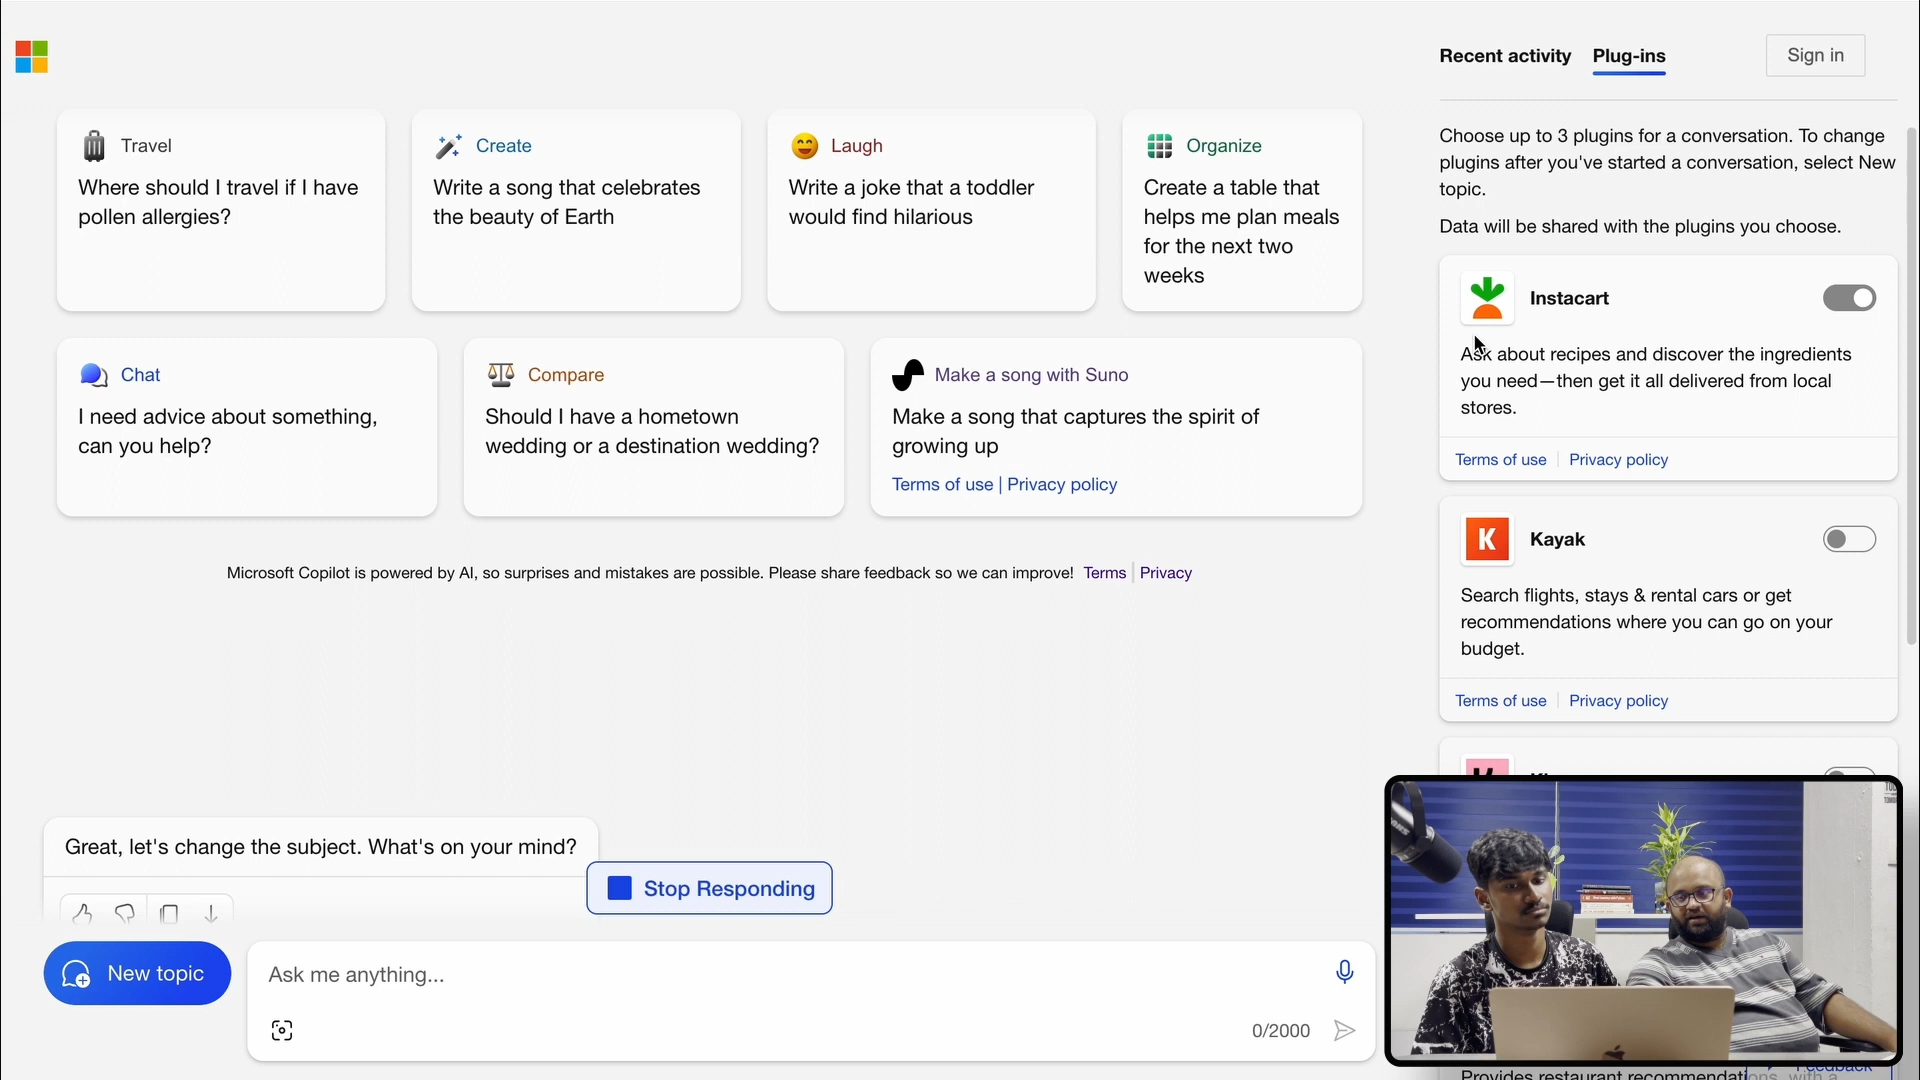 Recent activity Plug-ins Sign in
Travel
Where should I travel if I have
pollen allergies?
Create
Write a song that celebrates
the beauty of Earth
Laugh
Write a joke that a toddler
would find hilarious
Organize
Create a table that
helps me plan meals
for the next two
weeks
Chat
I need advice about something,
can you help?
Compare
Should I have a hometown
wedding or a destination wedding?
Make a song with Suno
Make a song that captures the spirit of
growing up
Terms of use | Privacy policy
Microsoft Copilot is powered by AI, so surprises and mistakes are possible. Please share feedback so we can improve! Terms Privacy
Great, let's change the subject. What's on your mind?
Stop Responding
New topic
Ask me anything...
0/2000
Choose up to 3 plugins for a conversation. To change
plugins after you've started a conversation, select New
topic.
Data will be shared with the plugins you choose.
Instacart
Ask about recipes and discover the ingredients
you need—then get it all delivered from local
stores.
Terms of use Privacy policy
K
Kayak
Search flights, stays & rental cars or get
recommendations where you can go on your
budget.
Terms of use Privacy policy
Provides restaurant recommendations, with a
Feedback